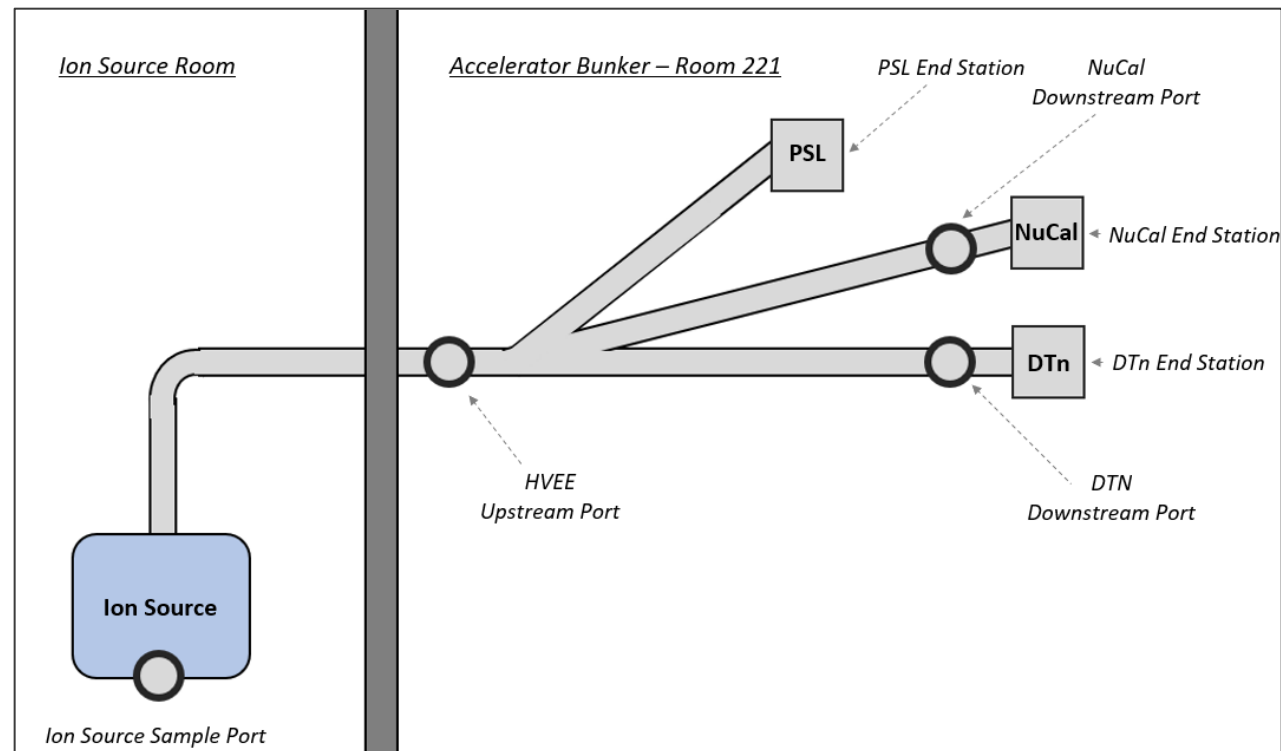 Ion Source Room
Accelerator Bunker – Room 221
PSL End Station
NuCal
Downstream Port
PSL
NuCal
NuCal End Station
DTn
DTn End Station
HVEE
Upstream Port
DTN
Downstream Port
Ion Source
Ion Source Sample Port